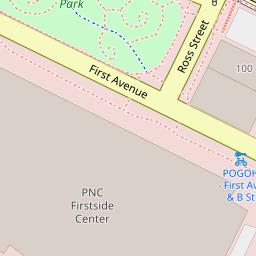 Park
First Avenue
Ross Street
100
PNC
Firstside
Center
POGOH
First Av
& B St